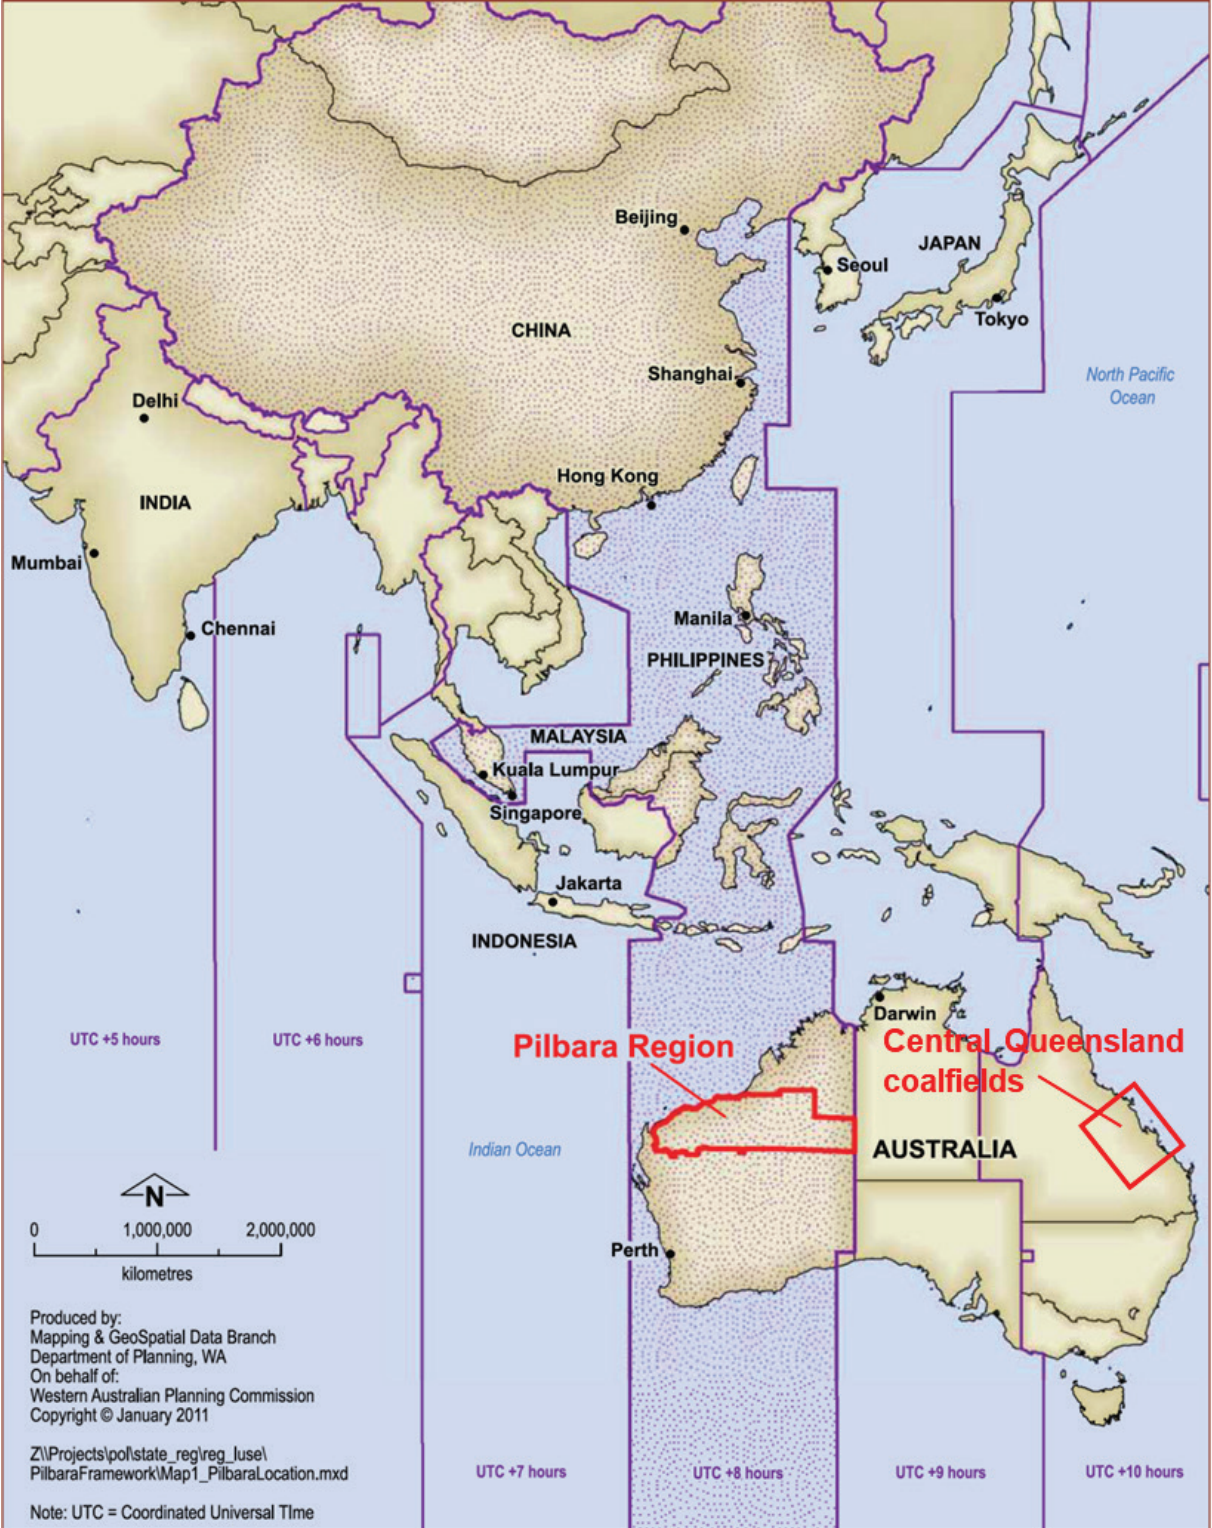 Beijing
JAPAN
Seoul
Tokyo
CHINA
Shanghai
North Pacific
Ocean
Delhi
Hong Kong
INDIA
Mumbai
Chennai
Manila
PHILIPPINES
MALAYSIA
Kuala Lumpur
Singapore
Jakarta
INDONESIA
Darwin
UTC +5 hours
UTC +6 hours
Pilbara Region
Central Queensland
coalfields
Indian Ocean
AUSTRALIA
N
0 1,000,000 2,000,000
kilometres
Perth
Produced by:
Mapping & GeoSpatial Data Branch
Department of Planning, WA
On behalf of:
Western Australian Planning Commission
Copyright © January 2011
Z\\Projects\pol\state_reg\reg_luse\
PilbaraFramework\Map1_PilbaraLocation.mxd
Note: UTC = Coordinated Universal TIme
UTC +7 hours
UTC +8 hours
UTC +9 hours
UTC +10 hours